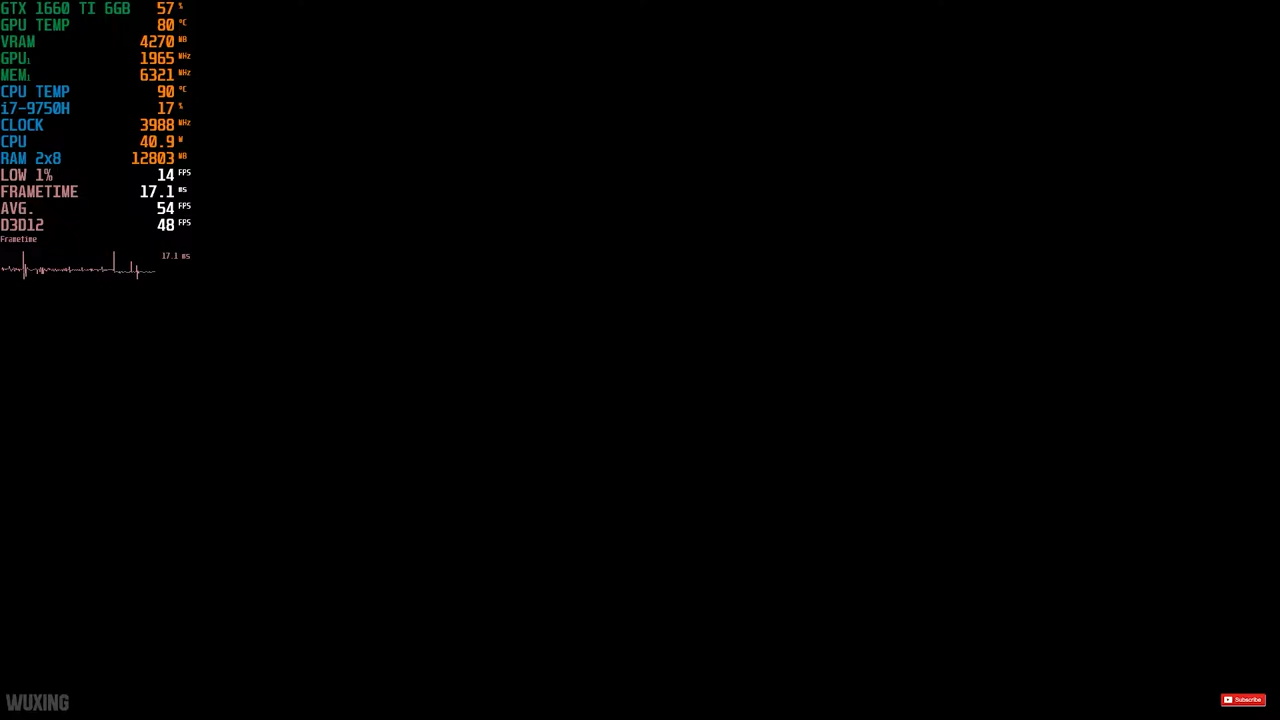 GTX 1660 TI 6GB 57 %
GPU TEMP 80 °C
VRAM 4270 MB
GPU1 1965 MHz
MEM1 6321 MHz
CPU TEMP 90 °C
i7-9750H 17 %
CLOCK 3988 MHz
CPU 40.9 W
RAM 2x8 12803 MB
LOW 1% 14 FPS
FRAMETIME 17.1 ms
AVG. 54 FPS
D3D12 48 FPS
Frametime
17.1 ms
WUXING
Subscribe